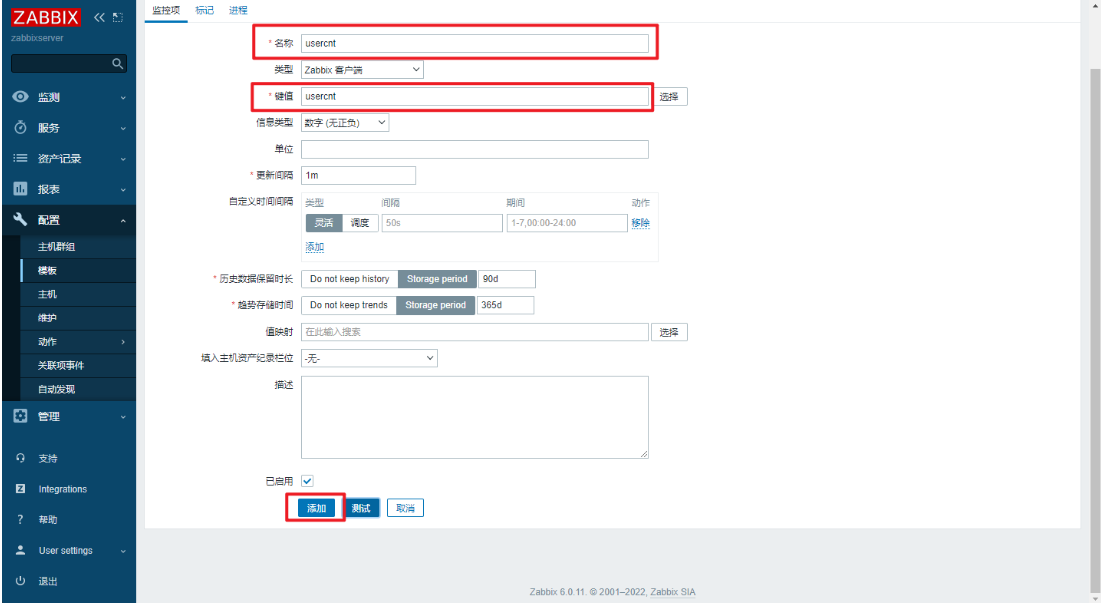 ZABBIX
zabbixserver
监测
服务
资产记录
报表
配置
主机群组
模板
主机
维护
动作
关联项事件
自动发现
管理
支持
Integrations
帮助
User settings
退出
监控项 标记 进程
* 名称 usercnt
类型 Zabbix 客户端
* 键值 usercnt 选择
信息类型 数字 (无正负)
单位
* 更新间隔 1m
自定义时间间隔 类型 间隔 期间 动作
灵活 调度 50s 1-7,00:00-24:00 移除
添加
* 历史数据保留时长 Do not keep history Storage period 90d
* 趋势存储时间 Do not keep trends Storage period 365d
值映射 在此输入搜索 选择
填入主机资产纪录栏位 -无-
描述
已启用
添加 测试 取消
Zabbix 6.0.11. © 2001–2022, Zabbix SIA